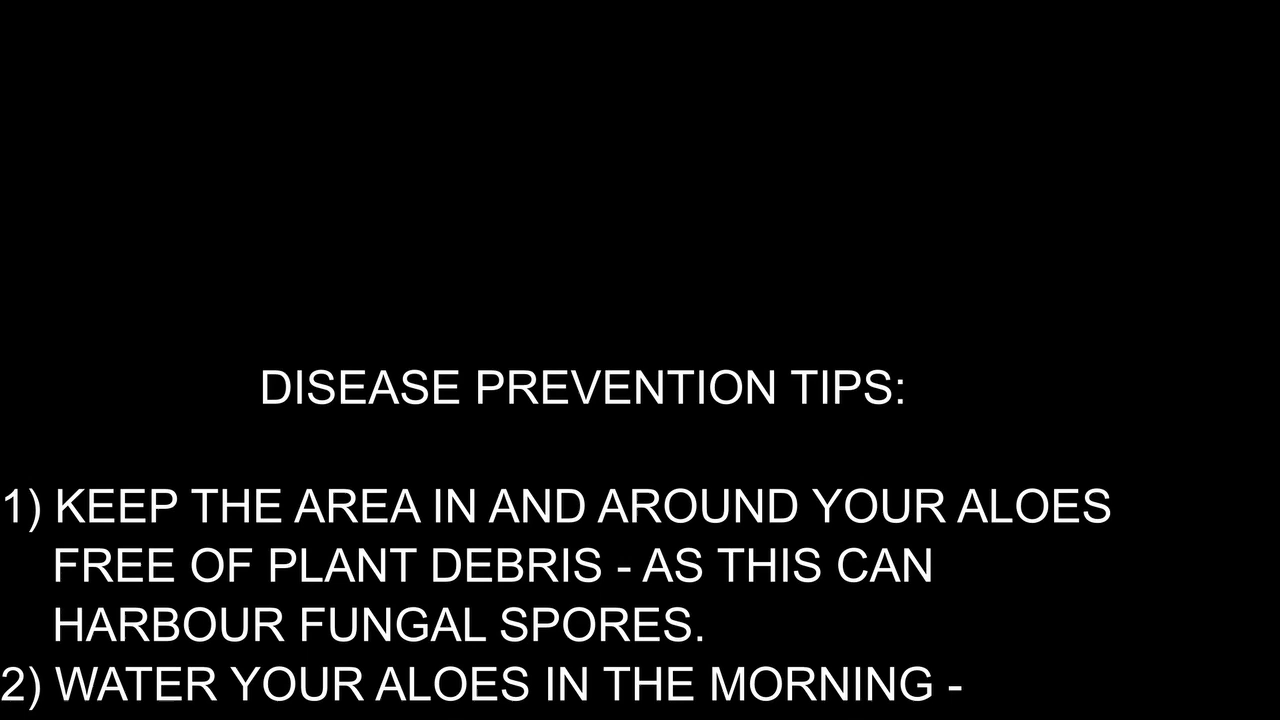 DISEASE PREVENTION TIPS:
1) KEEP THE AREA IN AND AROUND YOUR ALOES
FREE OF PLANT DEBRIS - AS THIS CAN
HARBOUR FUNGAL SPORES.
2) WATER YOUR ALOES IN THE MORNING -